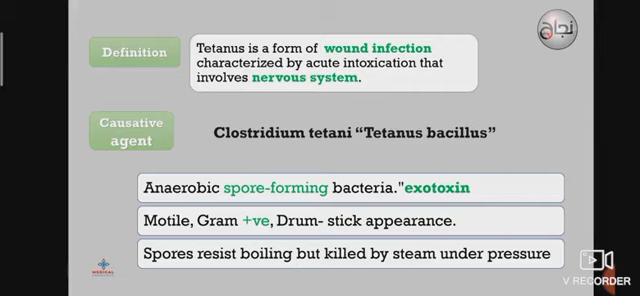 نجاح
Definition
Tetanus is a form of wound infection
characterized by acute intoxication that
involves nervous system.
Causative
agent
Clostridium tetani “Tetanus bacillus”
Anaerobic spore-forming bacteria."exotoxin
Motile, Gram +ve, Drum- stick appearance.
Spores resist boiling but killed by steam under pressure
MEDICAL
V RECORDER